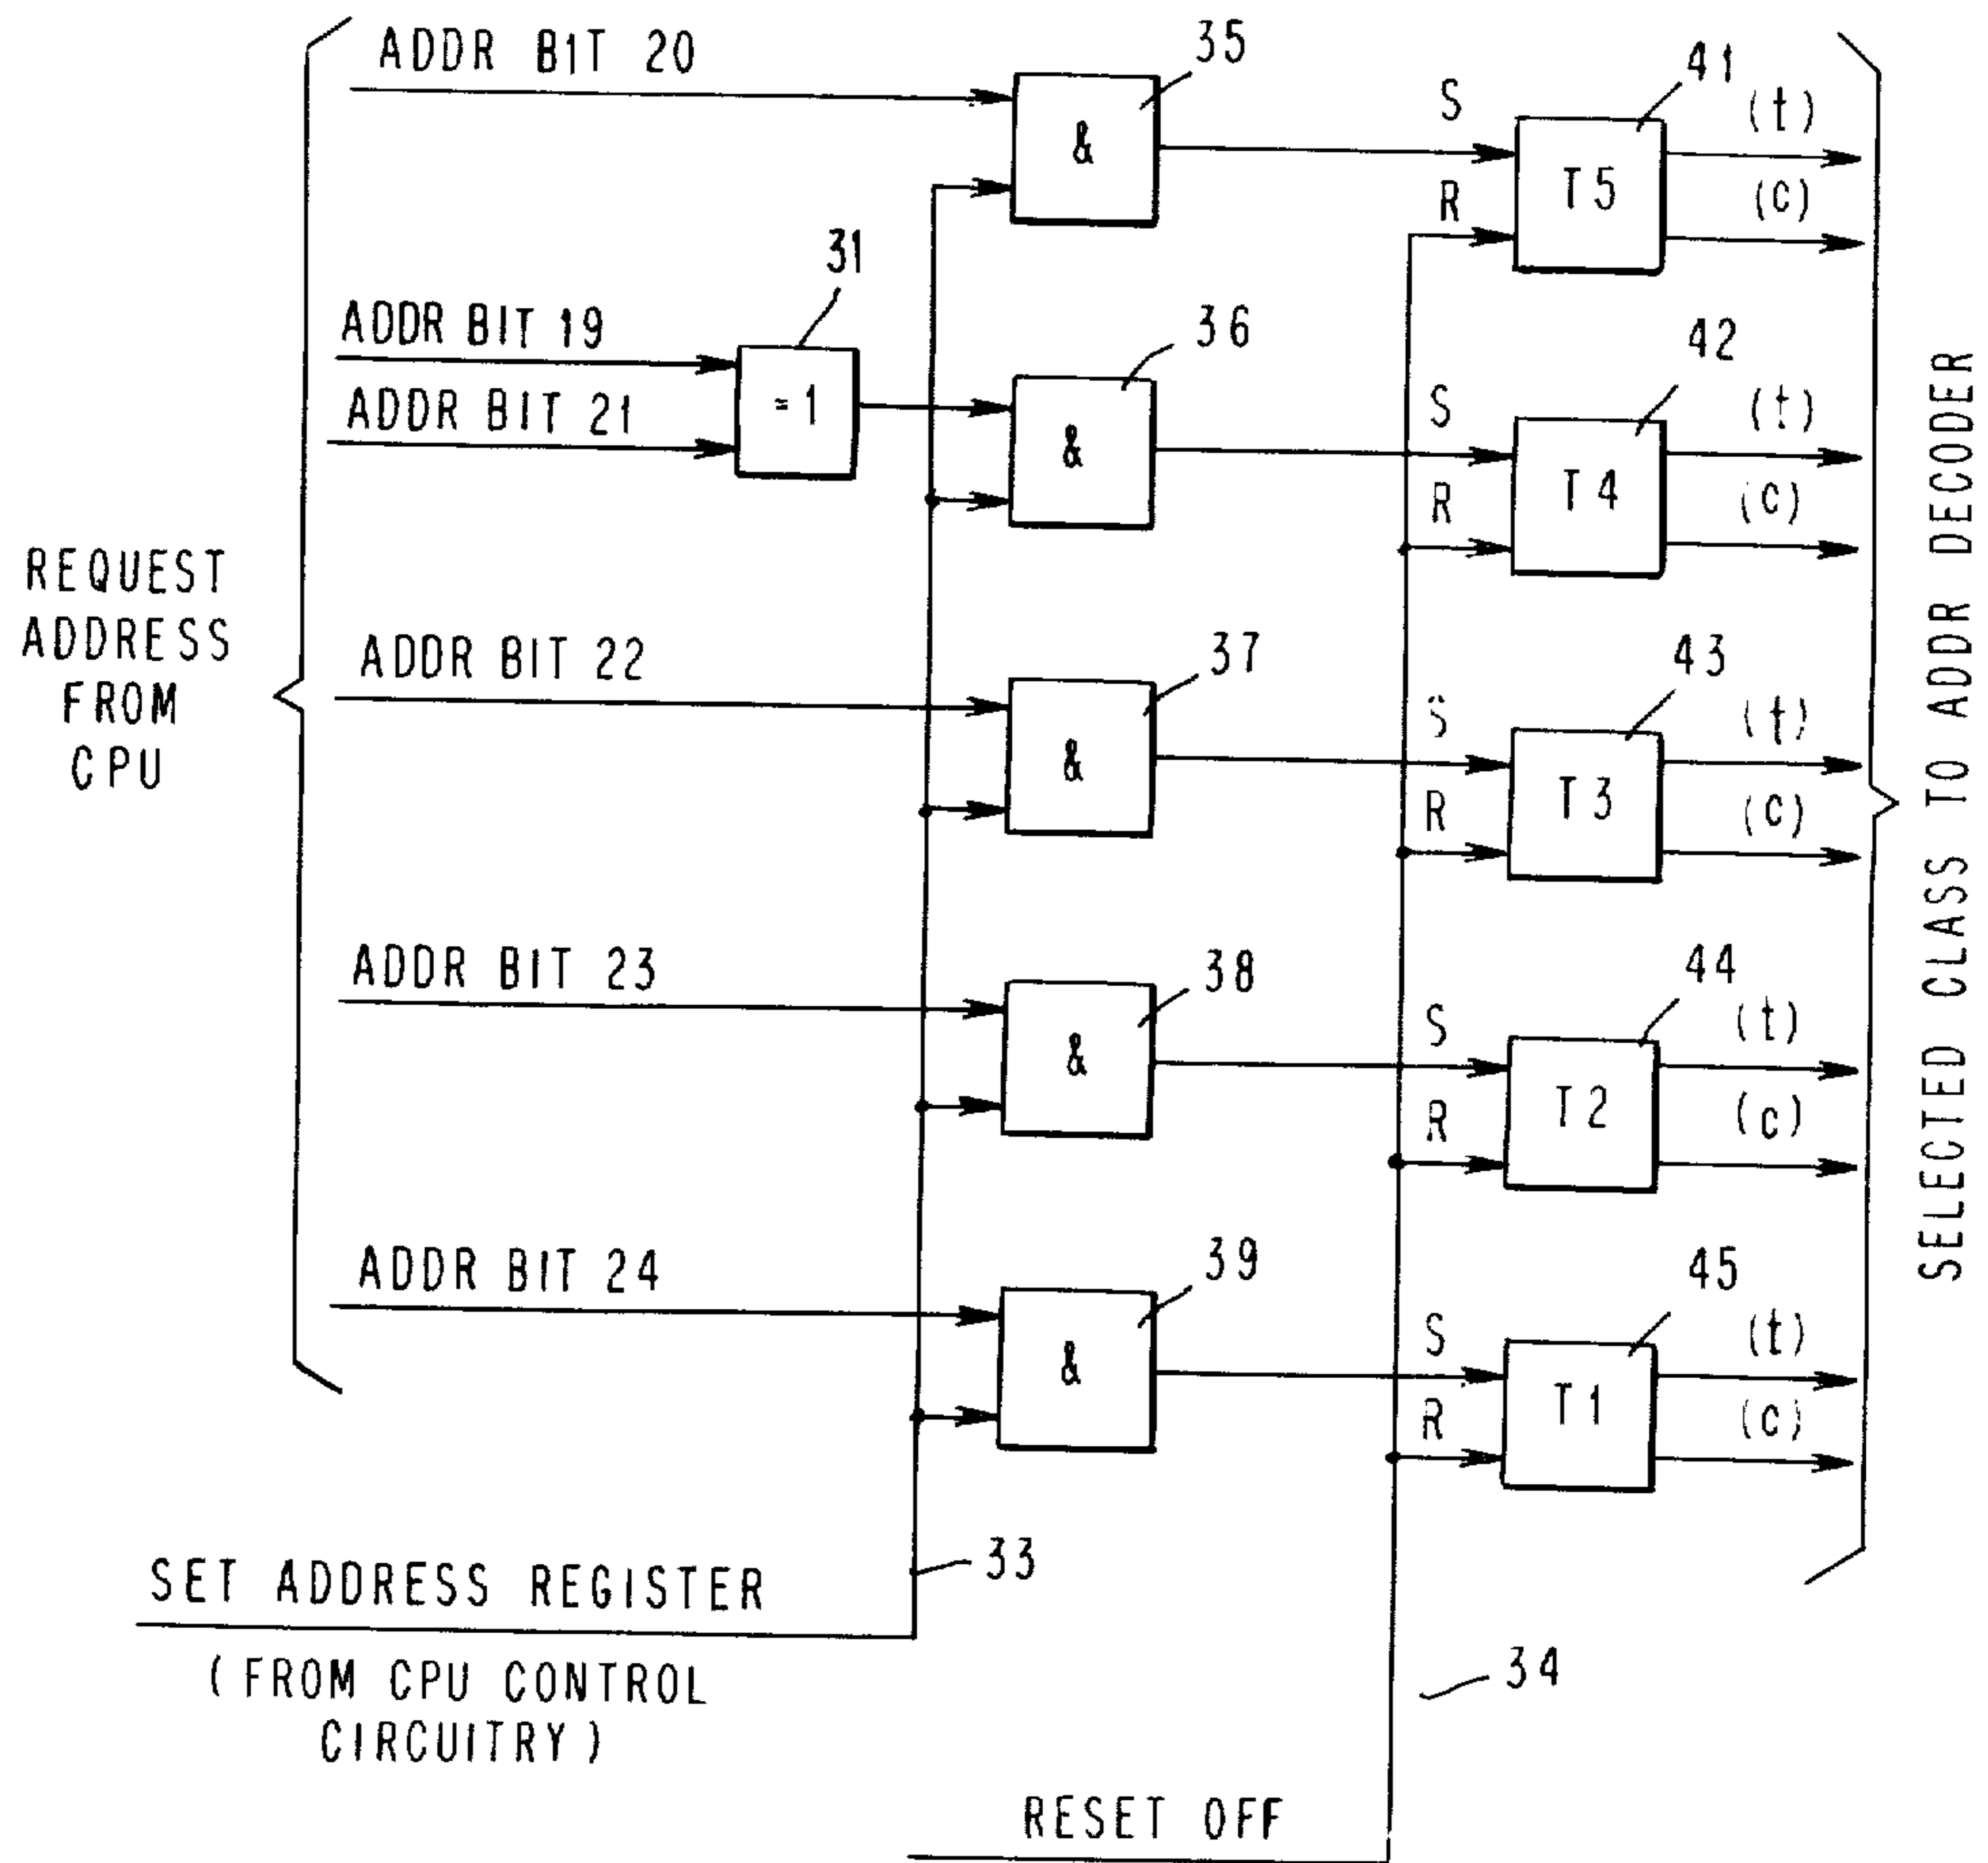 ADDR BIT 20
35
&
S
R
41
T5
(t)
(c)
31
ADDR BIT 19
ADDR BIT 21
=1
36
&
S
R
42
T4
(t)
(c)
REQUEST
ADDRESS
FROM
CPU
ADDR BIT 22
37
&
S
R
43
T3
(t)
(c)
ADDR BIT 23
38
&
S
R
44
T2
(t)
(c)
ADDR BIT 24
39
&
S
R
45
T1
(t)
(c)
SELECTED CLASS TO ADDR DECODER
SET ADDRESS REGISTER
33
(FROM CPU CONTROL
CIRCUITRY)
34
RESET OFF